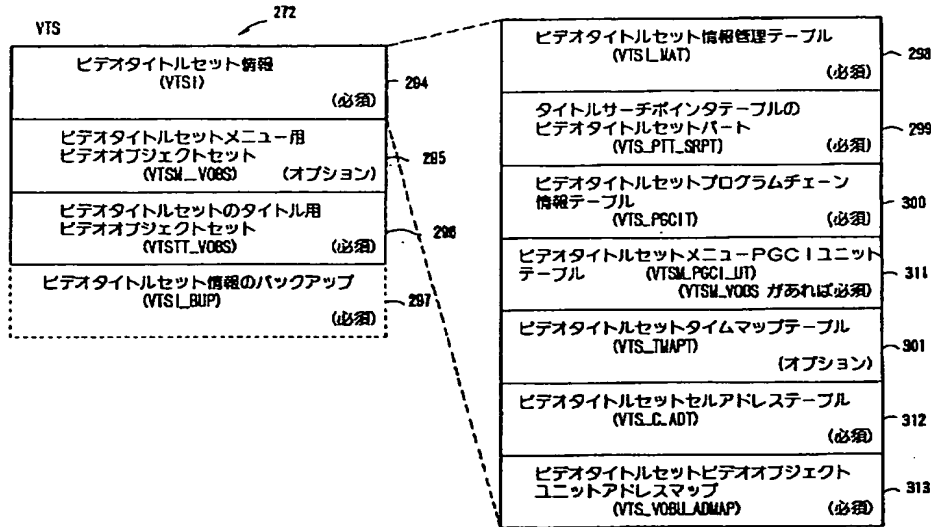 VTS
272
ビデオタイトルセット情報
(VTSI)
(必須)
294
ビデオタイトルセットメニュー用
ビデオオブジェクトセット
(VTSM_VOBS) (オプション)
295
ビデオタイトルセットのタイトル用
ビデオオブジェクトセット
(VTSTT_VOBS) (必須)
296
ビデオタイトルセット情報のバックアップ
(VTSI_BUP)
(必須)
297
ビデオタイトルセット情報管理テーブル
(VTSI_MAT)
(必須)
298
タイトルサーチポインタテーブルの
ビデオタイトルセットパート
(VTS_PTT_SRPT) (必須)
299
ビデオタイトルセットプログラムチェーン
情報テーブル
(VTS_PGCIT) (必須)
300
ビデオタイトルセットメニューPGCIユニット
テーブル (VTSM_PGCI_UT)
(VTSM_VOBS があれば必須)
311
ビデオタイトルセットタイムマップテーブル
(VTS_TMAPT)
(オプション)
301
ビデオタイトルセットセルアドレステーブル
(VTS_C_ADT)
(必須)
312
ビデオタイトルセットビデオオブジェクト
ユニットアドレスマップ
(VTS_VOBU_ADMAP) (必須)
313